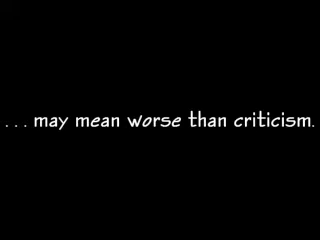 . . . may mean worse than criticism.